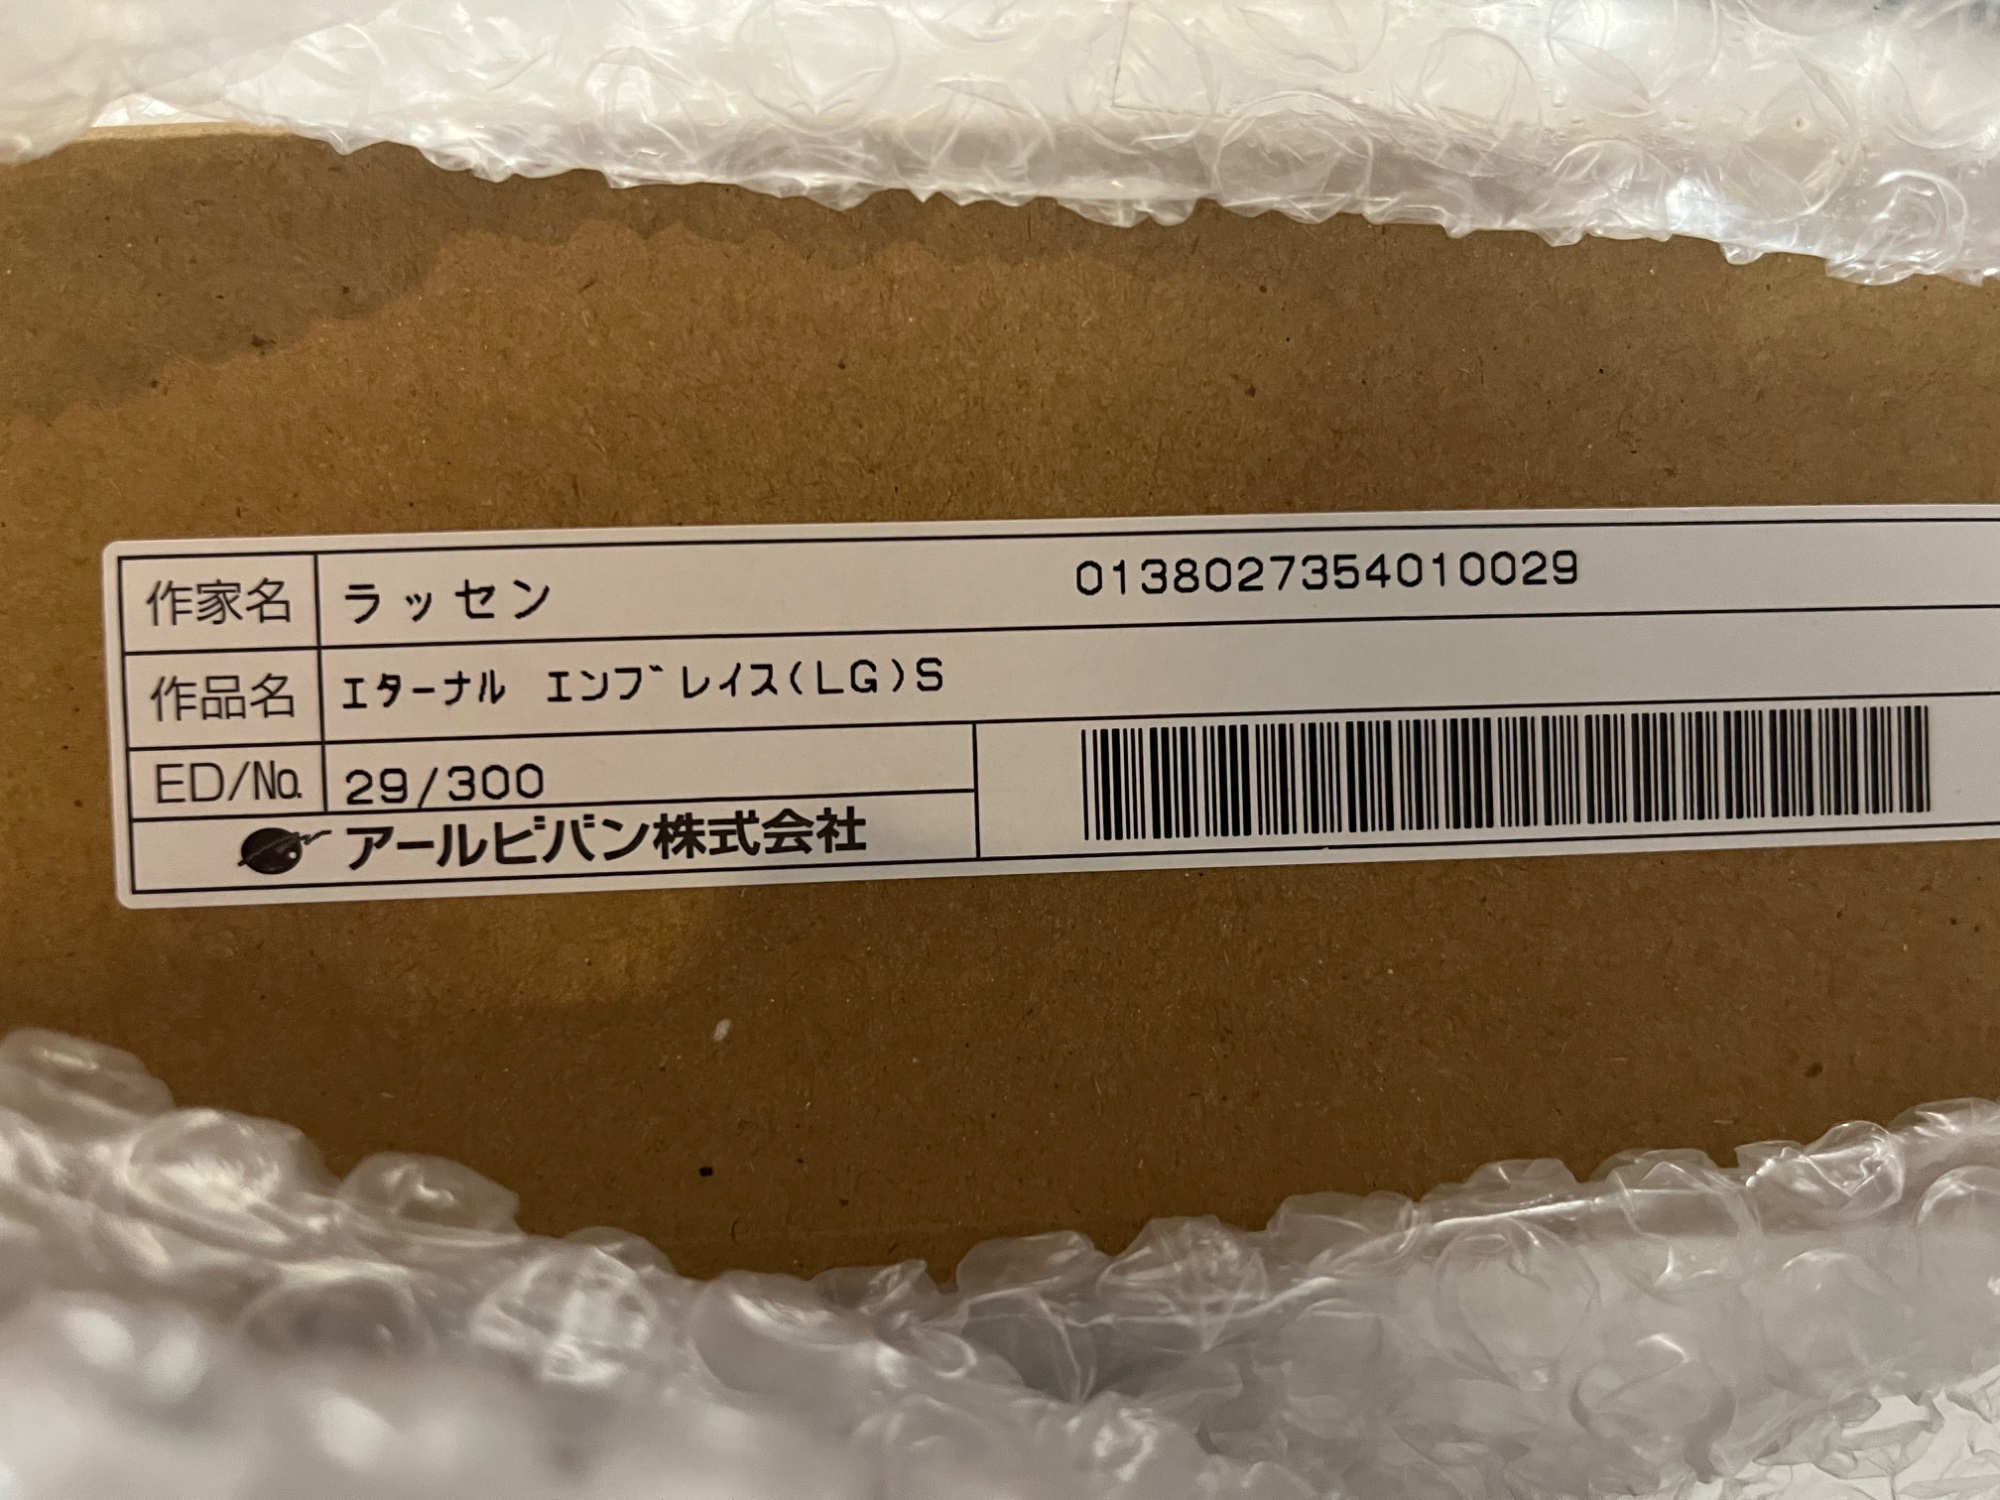 作家名 ラッセン 0138027354010029
作品名 エターナル エンブレイス(LG)S
ED/No. 29/300
アールビバン株式会社